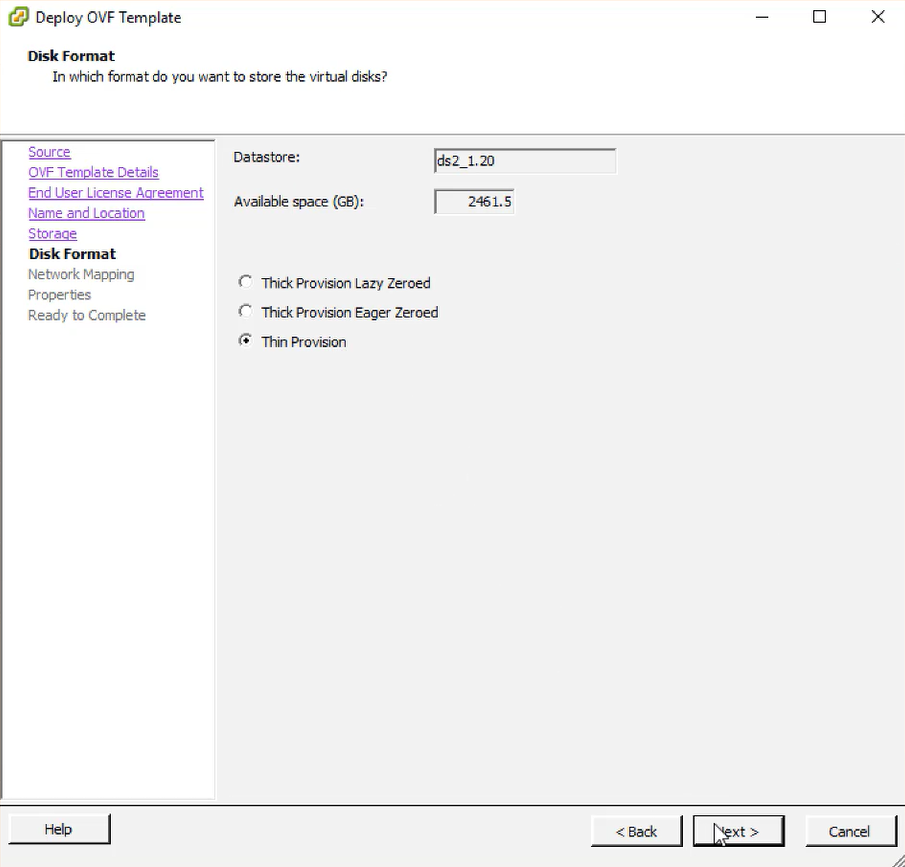 Deploy OVF Template
Disk Format
In which format do you want to store the virtual disks?
Source
OVF Template Details
End User License Agreement
Name and Location
Storage
Disk Format
Network Mapping
Properties
Ready to Complete
Datastore: ds2_1.20
Available space (GB): 2461.5
Thick Provision Lazy Zeroed
Thick Provision Eager Zeroed
Thin Provision
Help
< Back
Next >
Cancel